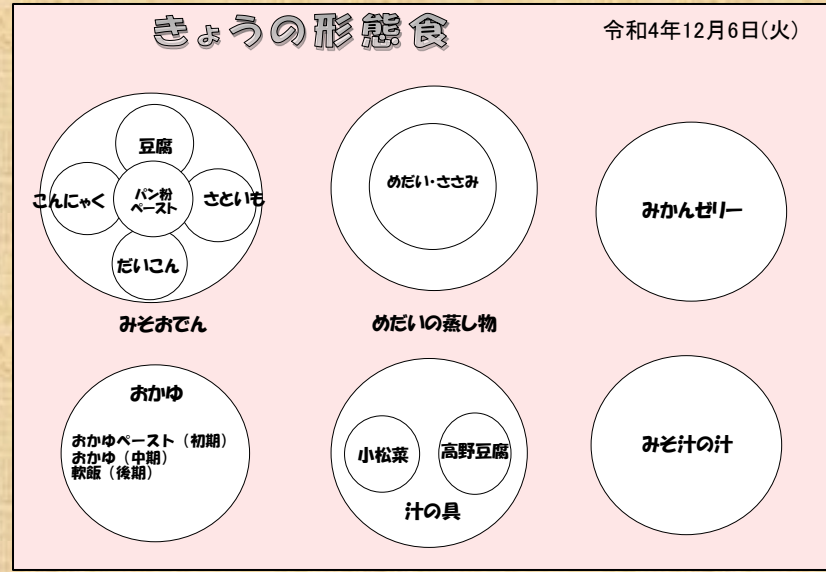 きょうの形態食
令和4年12月6日(火)
豆腐
こんにゃく
パン粉
ペースト
さといも
だいこん
みそおでん
めだい・ささみ
めだいの蒸し物
みかんゼリー
おかゆ
おかゆペースト（初期）
おかゆ（中期）
軟飯（後期）
小松菜
高野豆腐
汁の具
みそ汁の汁